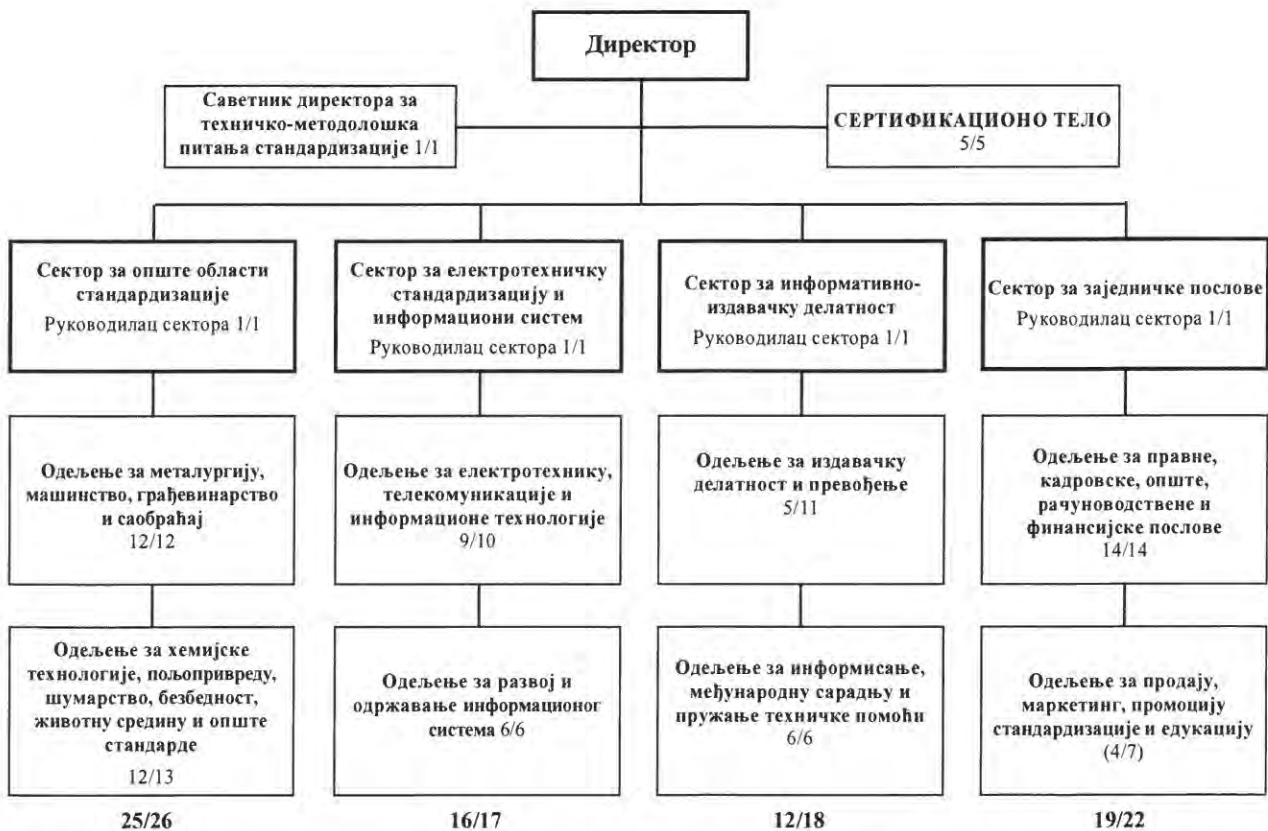 Директор
Саветник директора за
техничко-методолошка
питања стандардизације 1/1
СЕРТИФИКАЦИОНО ТЕЛО
5/5
Сектор за опште области
стандардизације
Руководилац сектора 1/1
Сектор за електротехничку
стандардизацију и
информациони систем
Руководилац сектора 1/1
Сектор за информативно-
издавачку делатност
Руководилац сектора 1/1
Сектор за заједничке послове
Руководилац сектора 1/1
Одељење за металургију,
машинство, грађевинарство
и саобраћај
12/12
Одељење за електротехнику,
телекомуникације и
информационе технологије
9/10
Одељење за издавачку
делатност и превођење
5/11
Одељење за правне,
кадровске, опште,
рачуноводствене и
финансијске послове
14/14
Одељење за хемијске
технологије, пољопривреду,
шумарство, безбедност,
животну средину и опште
стандарде
12/13
Одељење за развој и
одржавање информационог
система 6/6
Одељење за информисање,
међународну сарадњу и
пружање техничке помоћи
6/6
Одељење за продају,
маркетинг, промоцију
стандардизације и едукацију
(4/7)
25/26
16/17
12/18
19/22